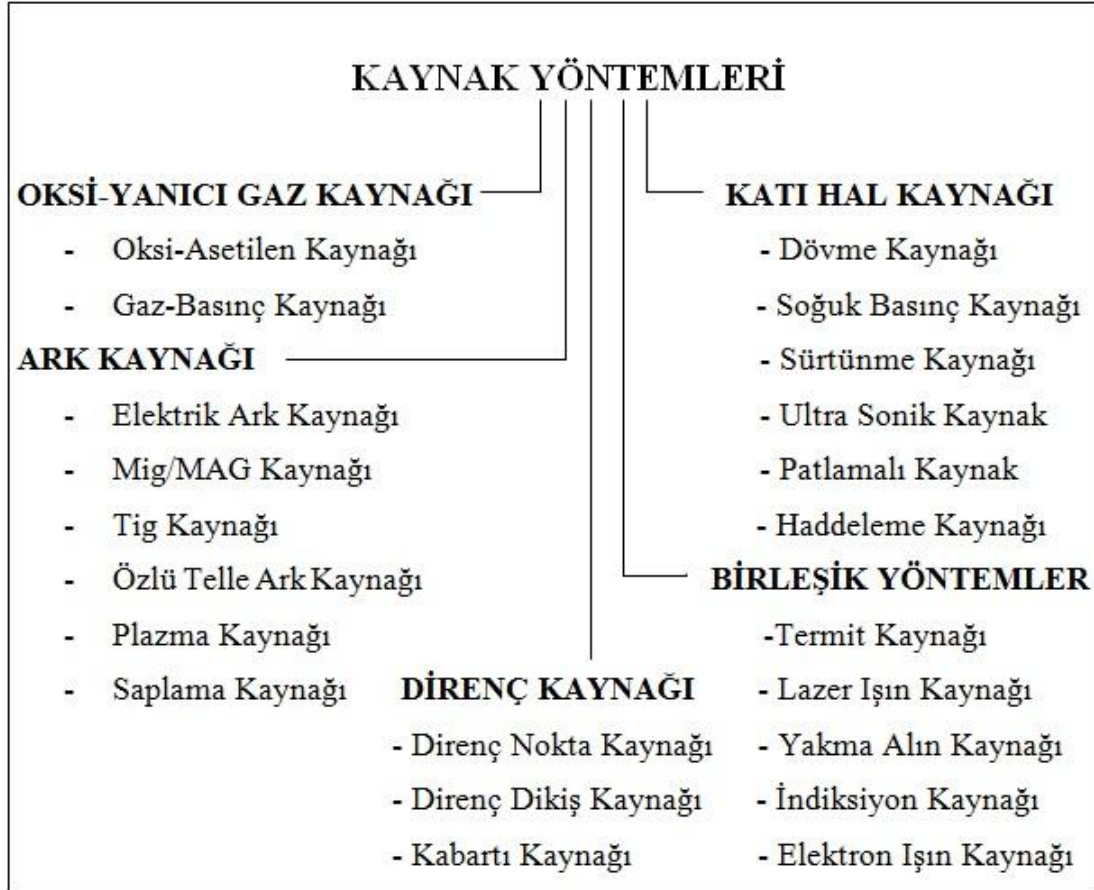 KAYNAK YÖNTEMLERİ
OKSİ-YANICI GAZ KAYNAĞI
- Oksi-Asetilen Kaynağı
- Gaz-Basınç Kaynağı
ARK KAYNAĞI
- Elektrik Ark Kaynağı
- Mig/MAG Kaynağı
- Tig Kaynağı
- Özlü Telle Ark Kaynağı
- Plazma Kaynağı
- Saplama Kaynağı
DİRENÇ KAYNAĞI
- Direnç Nokta Kaynağı
- Direnç Dikiş Kaynağı
- Kabartı Kaynağı
KATI HAL KAYNAĞI
- Dövme Kaynağı
- Soğuk Basınç Kaynağı
- Sürtünme Kaynağı
- Ultra Sonik Kaynak
- Patlamalı Kaynak
- Haddeleme Kaynağı
BİRLEŞİK YÖNTEMLER
-Termit Kaynağı
- Lazer Işın Kaynağı
- Yakma Alın Kaynağı
- İndiksiyon Kaynağı
- Elektron Işın Kaynağı